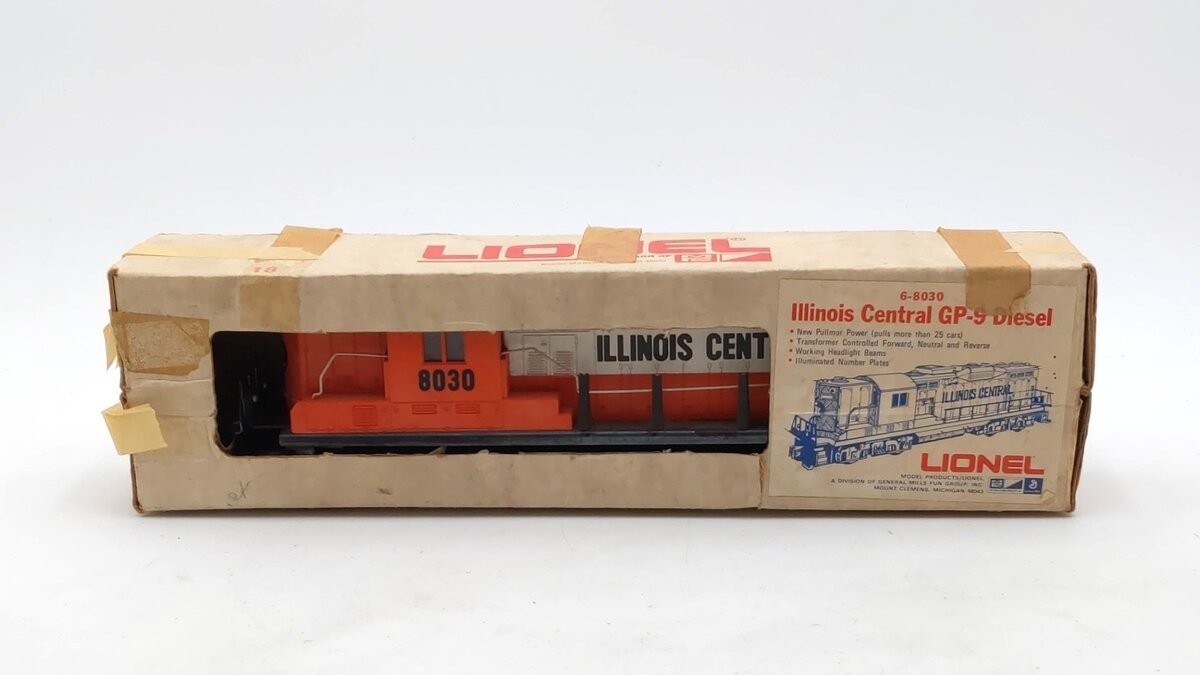 LIONEL
18
6-8030
Illinois Central GP-9 Diesel
• New Pullmor Power (pulls more than 25 cars)
• Transformer Controlled Forward, Neutral and Reverse
• Working Headlight Beams
• Illuminated Number Plates
ILLINOIS CENT
8030
ILLINOIS CENTRAL
LIONEL
MODEL PRODUCTS/LIONEL,
A DIVISION OF GENERAL MILLS FUN GROUP, INC.
MOUNT CLEMENS, MICHIGAN 48043